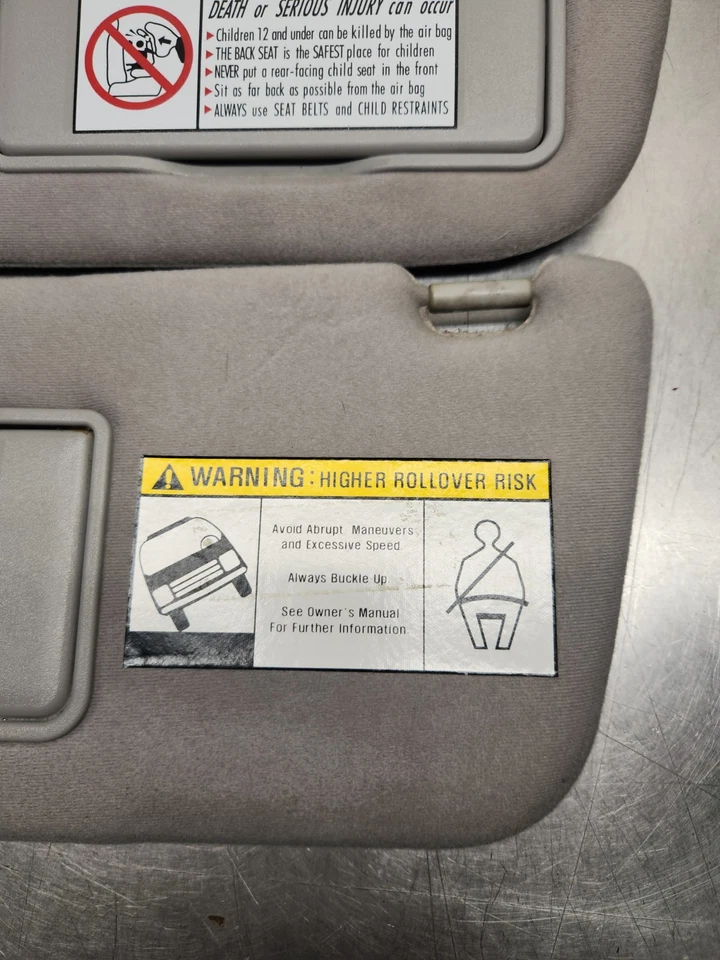 DEATH or SERIOUS INJURY can occur
Children 12 and under can be killed by the air bag
THE BACK SEAT is the SAFEST place for children
NEVER put a rear-facing child seat in the front
Sit as far back as possible from the air bag
ALWAYS use SEAT BELTS and CHILD RESTRAINTS
WARNING: HIGHER ROLLOVER RISK
Avoid Abrupt Maneuvers
and Excessive Speed.
Always Buckle Up.
See Owner's Manual
For Further Information.